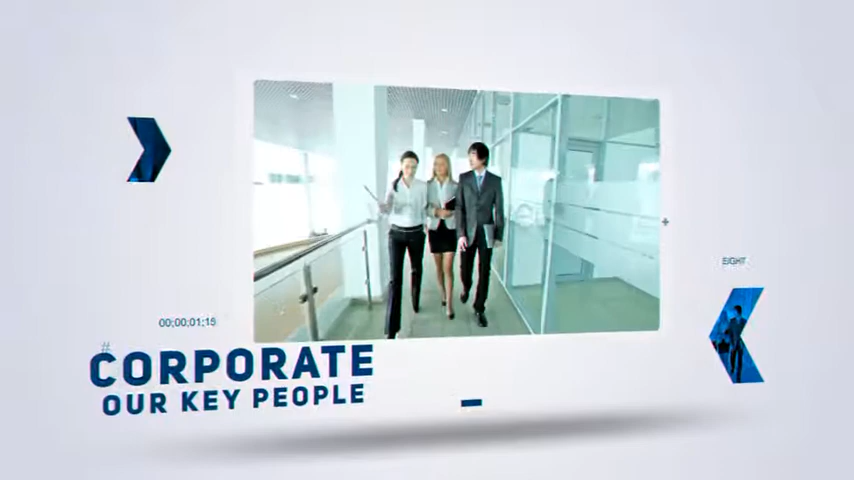 EIGHT
00;00;01;15
#
CORPORATE
OUR KEY PEOPLE